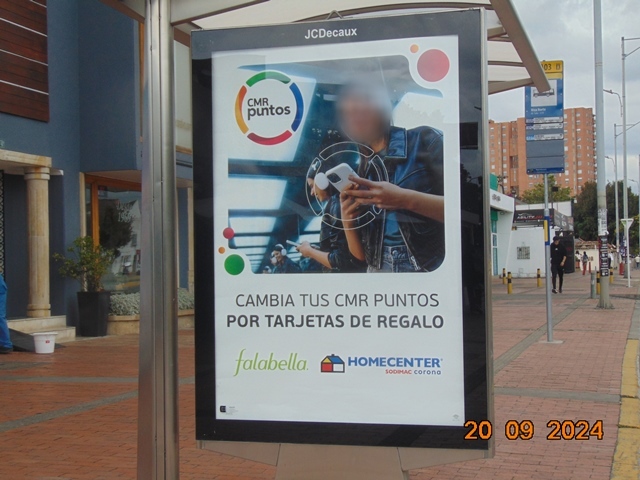 JCDecaux
CMR
puntos
CAMBIA TUS CMR PUNTOS
POR TARJETAS DE REGALO
falabella.
HOMECENTER
SODIMAC corona
20 09 2024